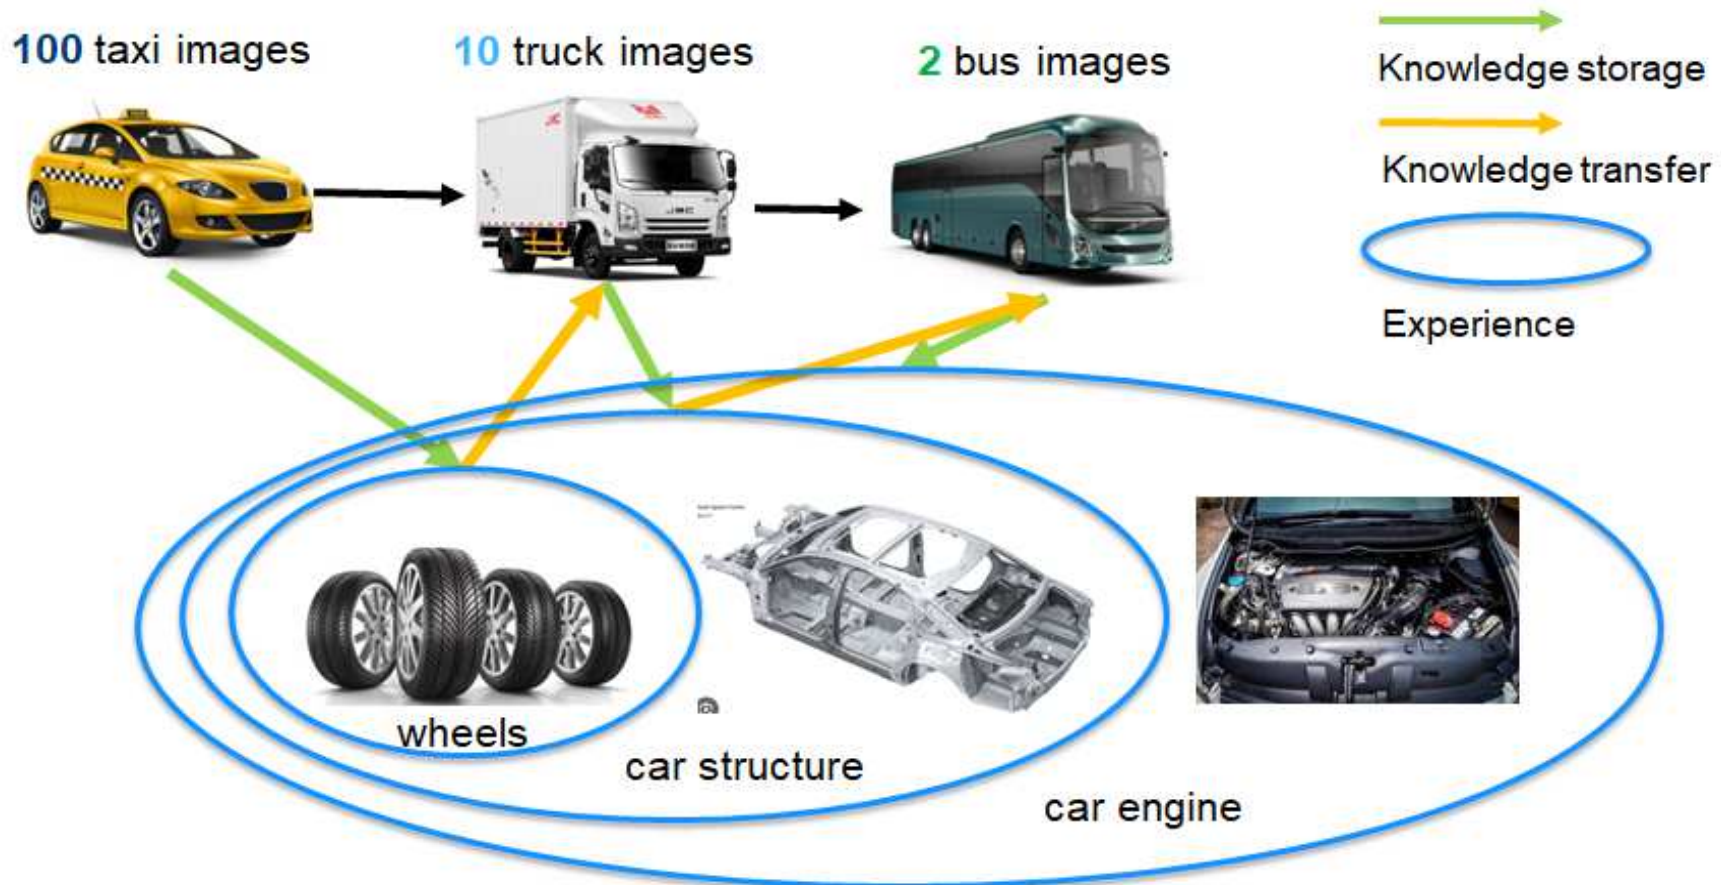 100 taxi images
10 truck images
2 bus images
Knowledge storage
Knowledge transfer
Experience
JMC
wheels
car structure
car engine